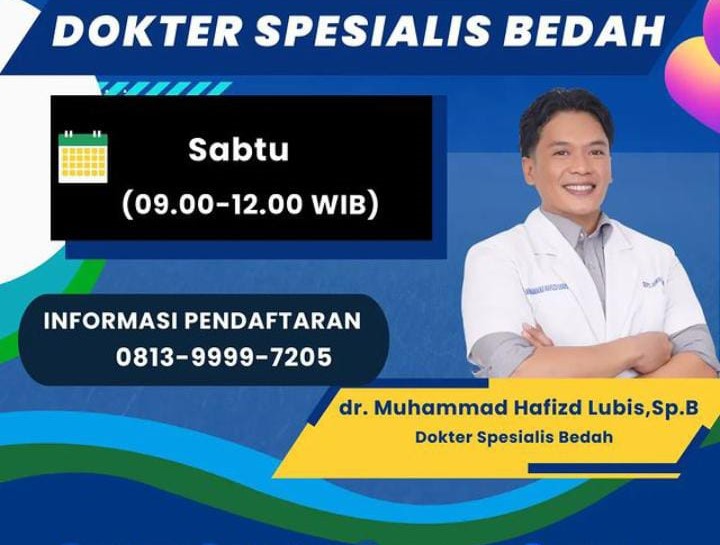 DOKTER SPESIALIS BEDAH
Sabtu
(09.00-12.00 WIB)
INFORMASI PENDAFTARAN
0813-9999-7205
dr. Muhammad Hafizd Lubis,Sp.B
Dokter Spesialis Bedah